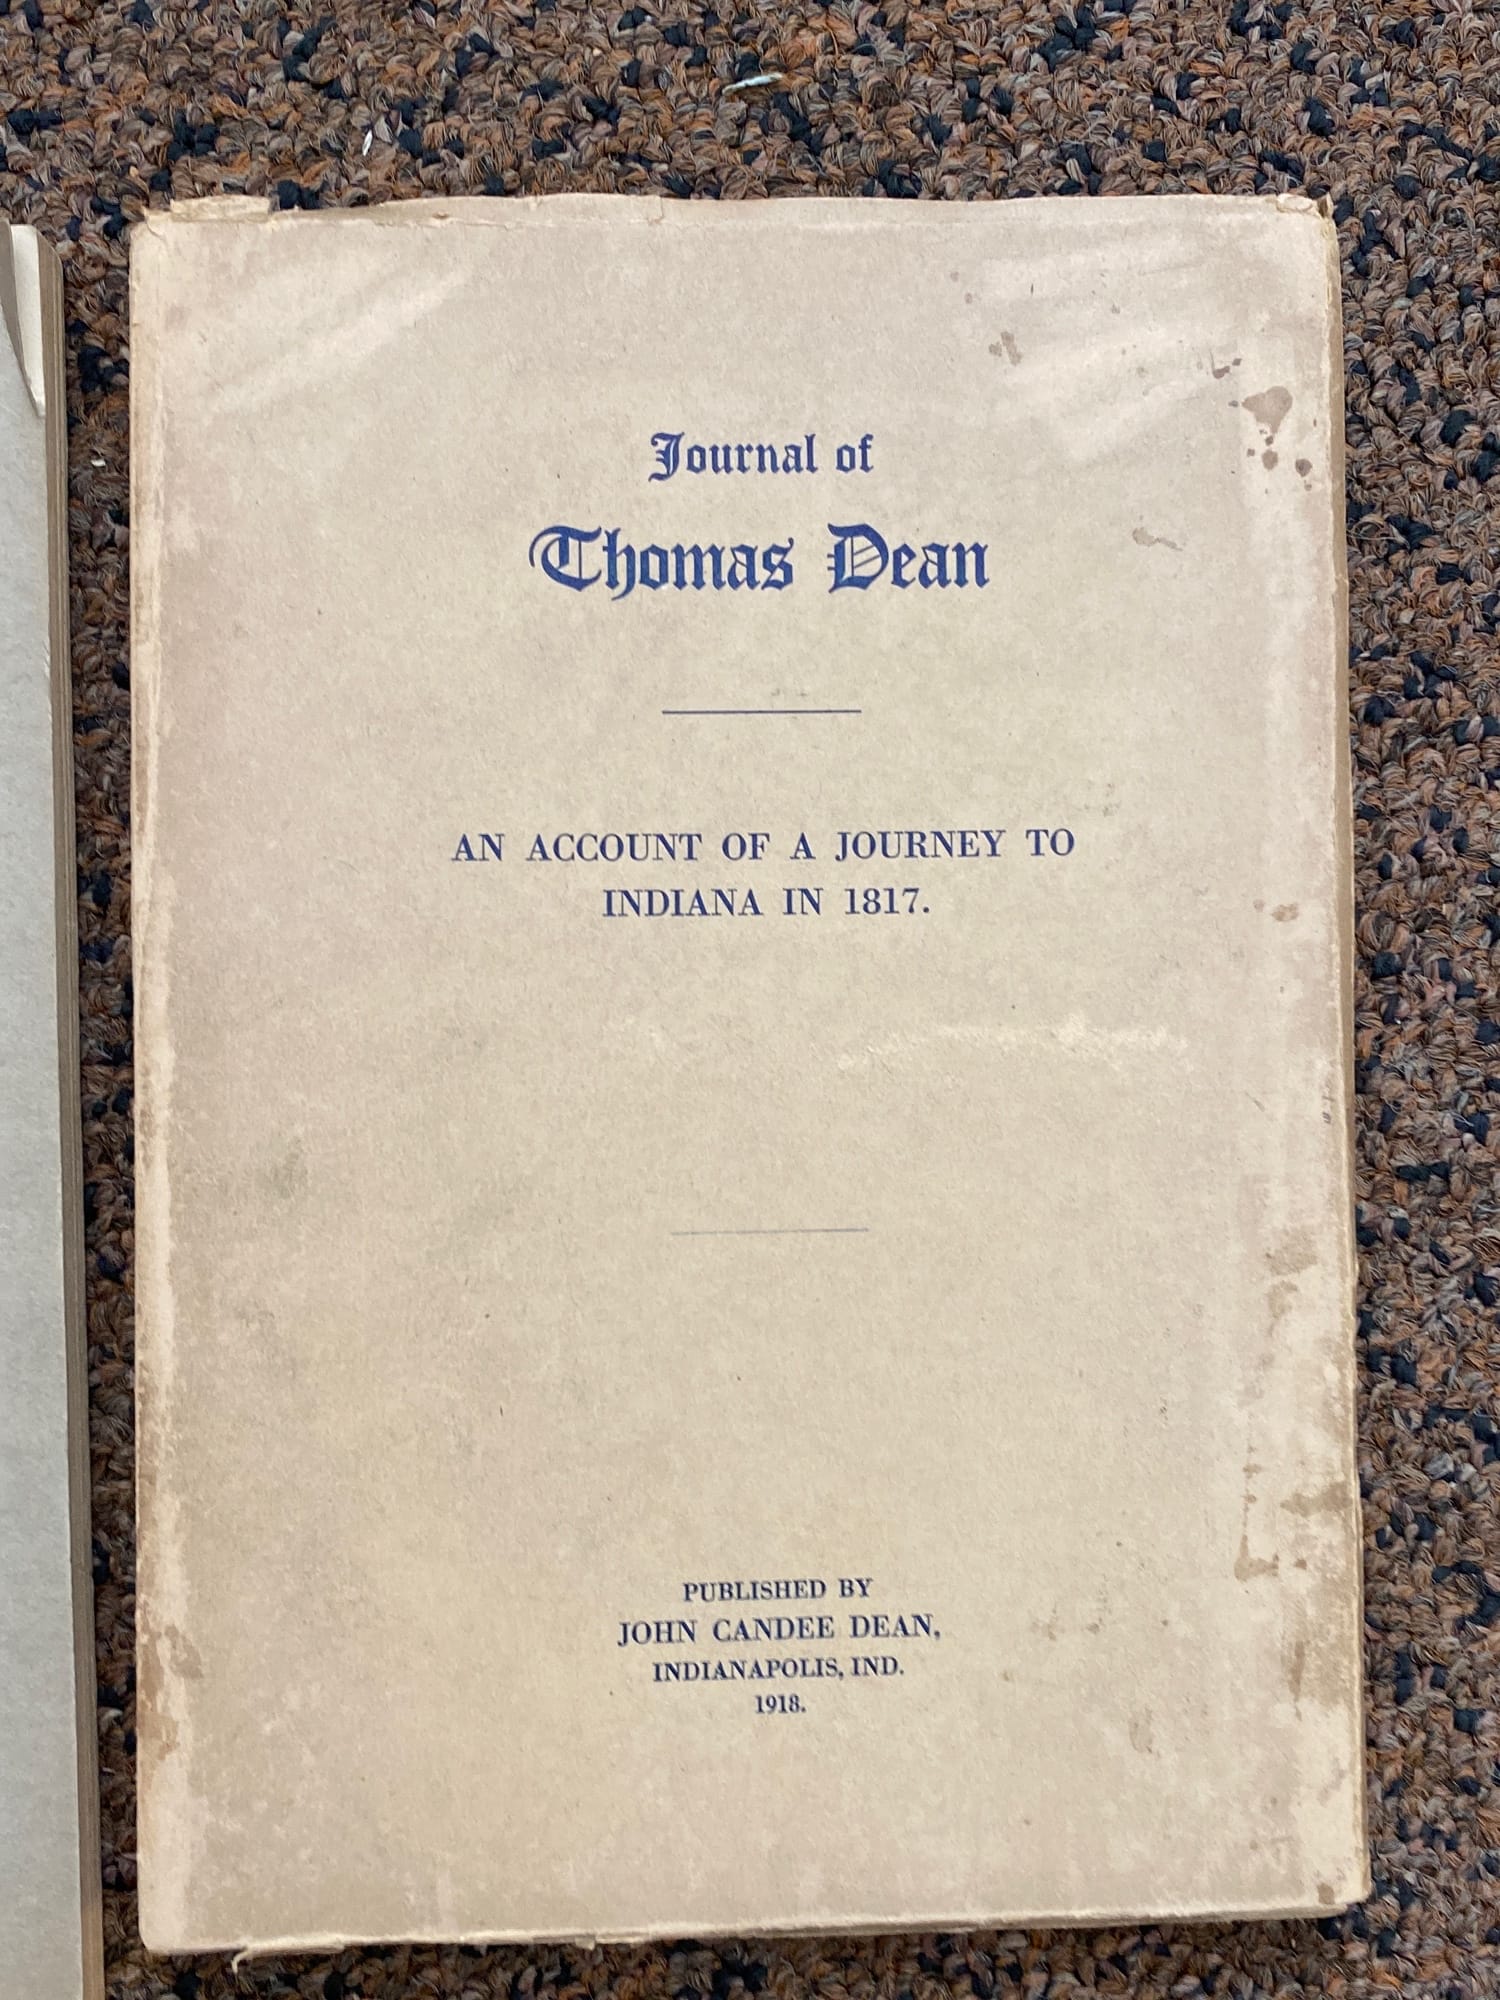 Journal of
Thomas Dean
AN ACCOUNT OF A JOURNEY TO
INDIANA IN 1817.
PUBLISHED BY
JOHN CANDEE DEAN,
INDIANAPOLIS, IND.
1918.